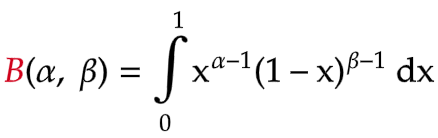 B(α, β) = ∫₀¹ x^{α−1}(1 − x)^{β−1} dx